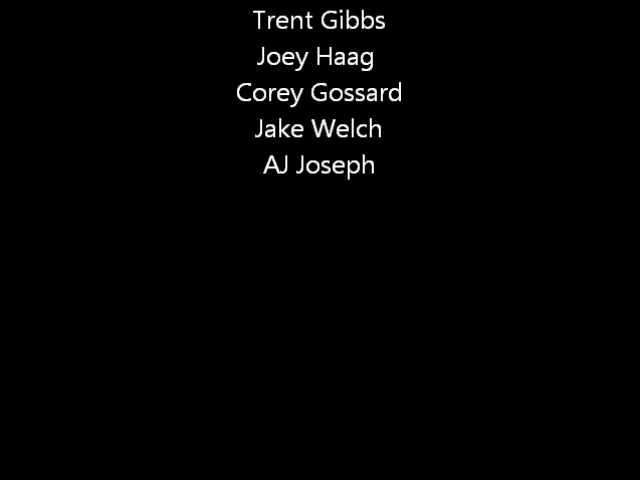 Trent Gibbs
Joey Haag
Corey Gossard
Jake Welch
AJ Joseph